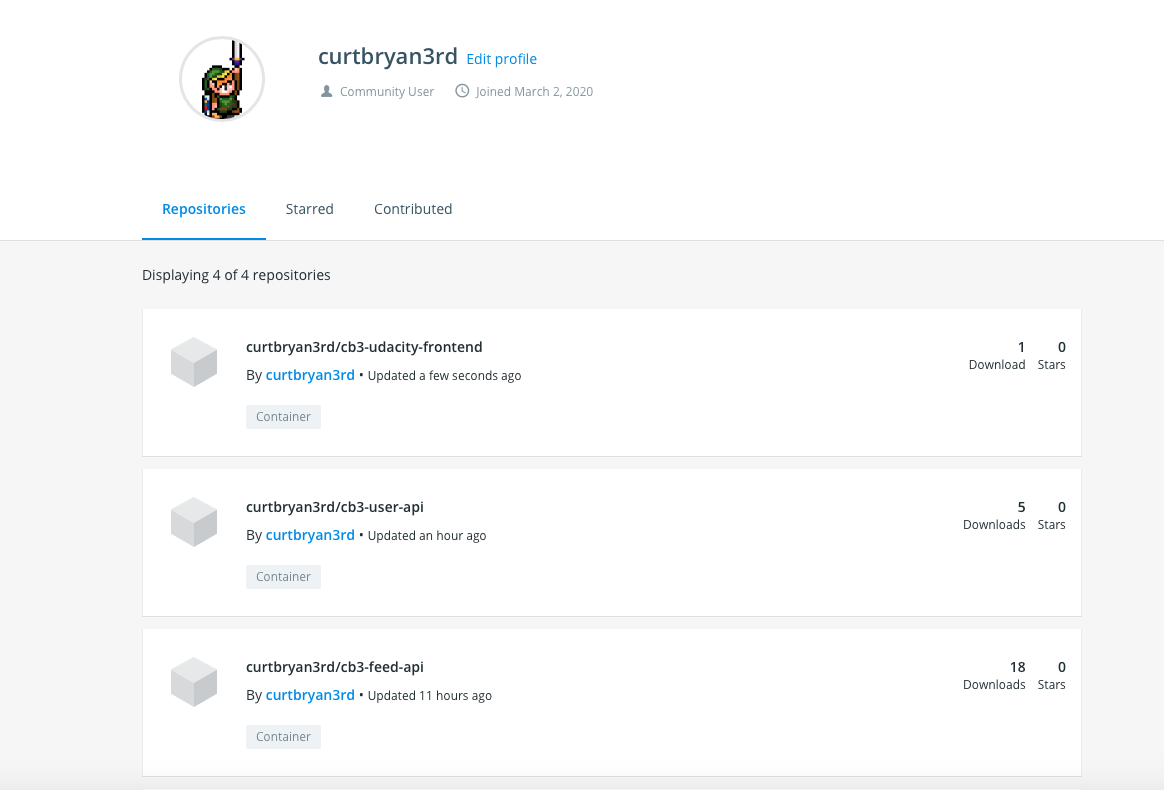 curtbryan3rd Edit profile
Community User Joined March 2, 2020
Repositories Starred Contributed
Displaying 4 of 4 repositories
curtbryan3rd/cb3-udacity-frontend
By curtbryan3rd • Updated a few seconds ago
Container
1 0
Download Stars
curtbryan3rd/cb3-user-api
By curtbryan3rd • Updated an hour ago
Container
5 0
Downloads Stars
curtbryan3rd/cb3-feed-api
By curtbryan3rd • Updated 11 hours ago
Container
18 0
Downloads Stars